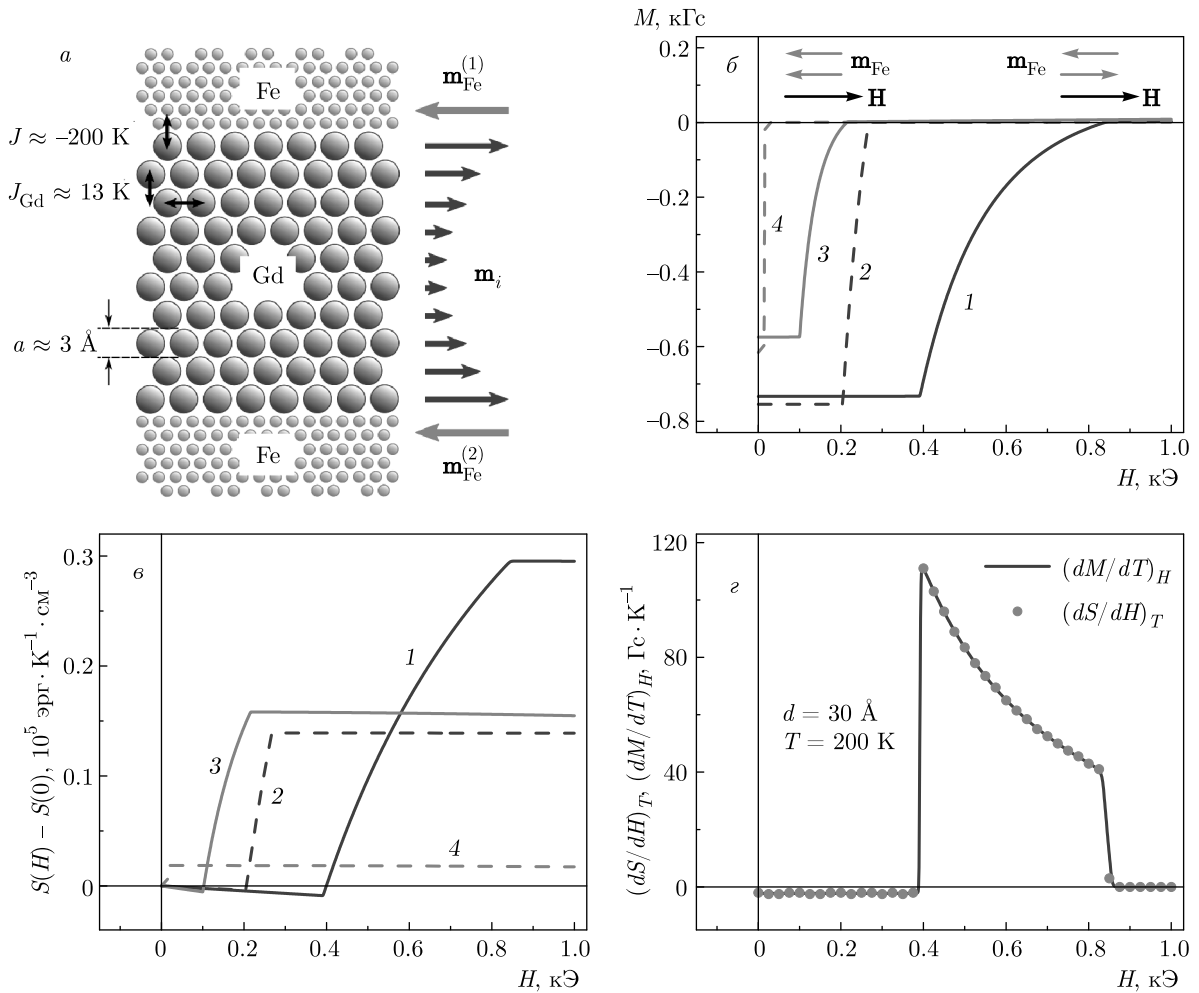 а
Fe
m_Fe^(1)
J ≈ –200 K
J_Gd ≈ 13 K
Gd
m_i
a ≈ 3 Å
Fe
m_Fe^(2)
M, кГс
0.2
0
–0.2
–0.4
–0.6
–0.8
б
m_Fe
H
m_Fe
H
4
3
2
1
0
0.2
0.4
0.6
0.8
1.0
H, кЭ
S(H) – S(0), 10^5 эрг · К^–1 · см^–3
0.3
0.2
0.1
0
в
1
3
2
4
0
0.2
0.4
0.6
0.8
1.0
H, кЭ
(dS/dH)_T, (dM/dT)_H, Гс · К^–1
120
80
40
0
г
(dM/dT)_H
(dS/dH)_T
d = 30 Å
T = 200 K
0
0.2
0.4
0.6
0.8
1.0
H, кЭ